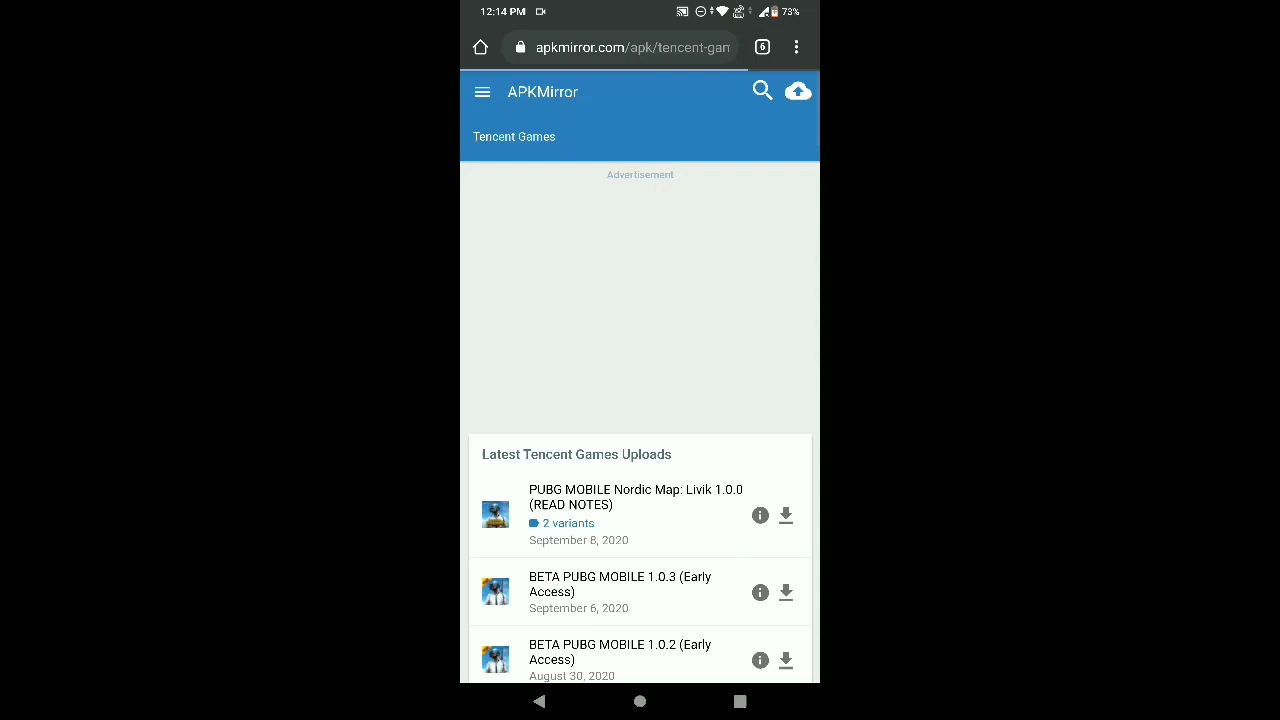 12:14 PM
73%
apkmirror.com/apk/tencent-gam
6
APKMirror
Tencent Games
Advertisement
Latest Tencent Games Uploads
PUBG MOBILE Nordic Map: Livik 1.0.0
(READ NOTES)
2 variants
September 8, 2020
BETA PUBG MOBILE 1.0.3 (Early
Access)
September 6, 2020
BETA PUBG MOBILE 1.0.2 (Early
Access)
August 30, 2020